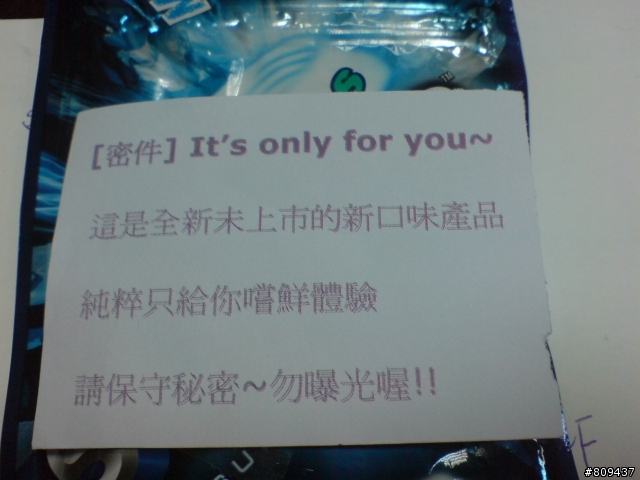 [密件] It's only for you~
這是全新未上市的新口味產品
純粹只給你嚐鮮體驗
請保守秘密~勿曝光喔!!
#809437